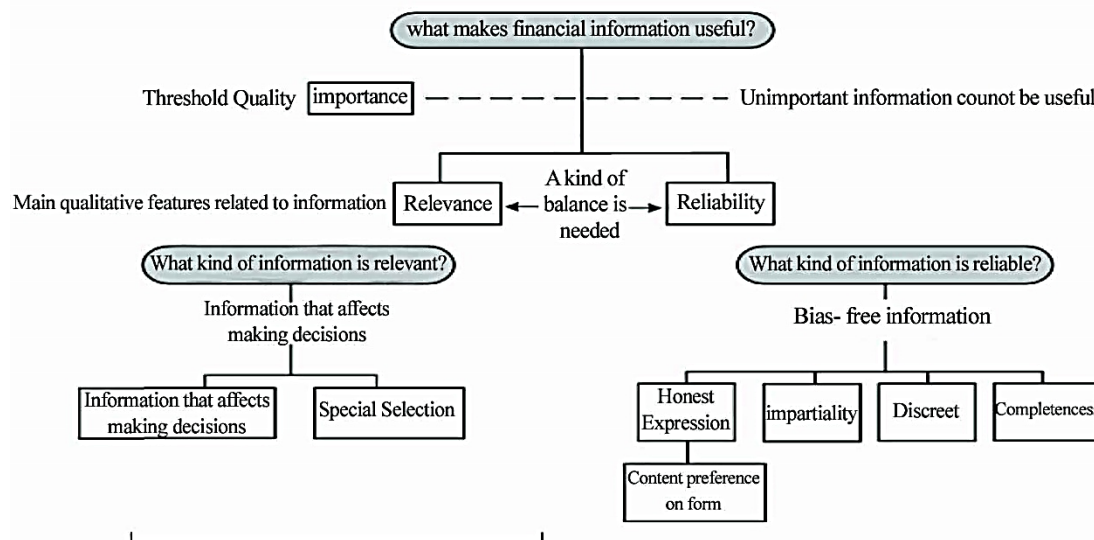 what makes financial information useful?
Threshold Quality importance Unimportant information counot be useful
A kind of
balance is
needed
Main qualitative features related to information Relevance Reliability
What kind of information is relevant?
Information that affects
making decisions
Information that affects
making decisions
Special Selection
What kind of information is reliable?
Bias- free information
Honest
Expression
impartiality
Discreet
Completences
Content preference
on form